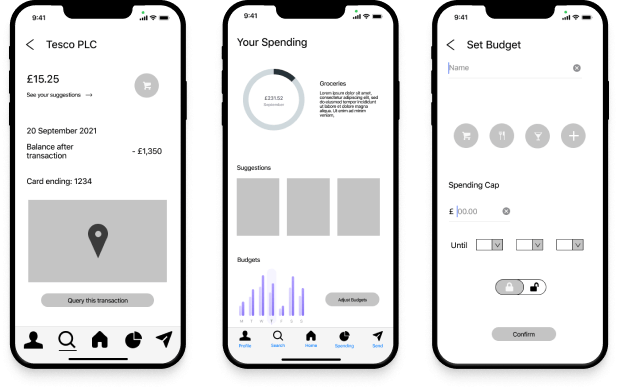 9:41
Tesco PLC
£15.25
See your suggestions →
20 September 2021
Balance after
transaction
- £1,350
Card ending: 1234
Query this transaction
9:41
Your Spending
£231.52
Groceries
Lorem ipsum dolor sit amet,
consectetur adipiscing elit, sed
do eiusmod tempor incididunt
ut labore et dolore magna
aliqua. Ut enim ad minim
veniam,
Suggestions
Budgets
M T W T F S S
Adjust Budgets
Profile
Search
Home
Spending
Send
9:41
Set Budget
Name
Spending Cap
£ 00.00
Until
Confirm